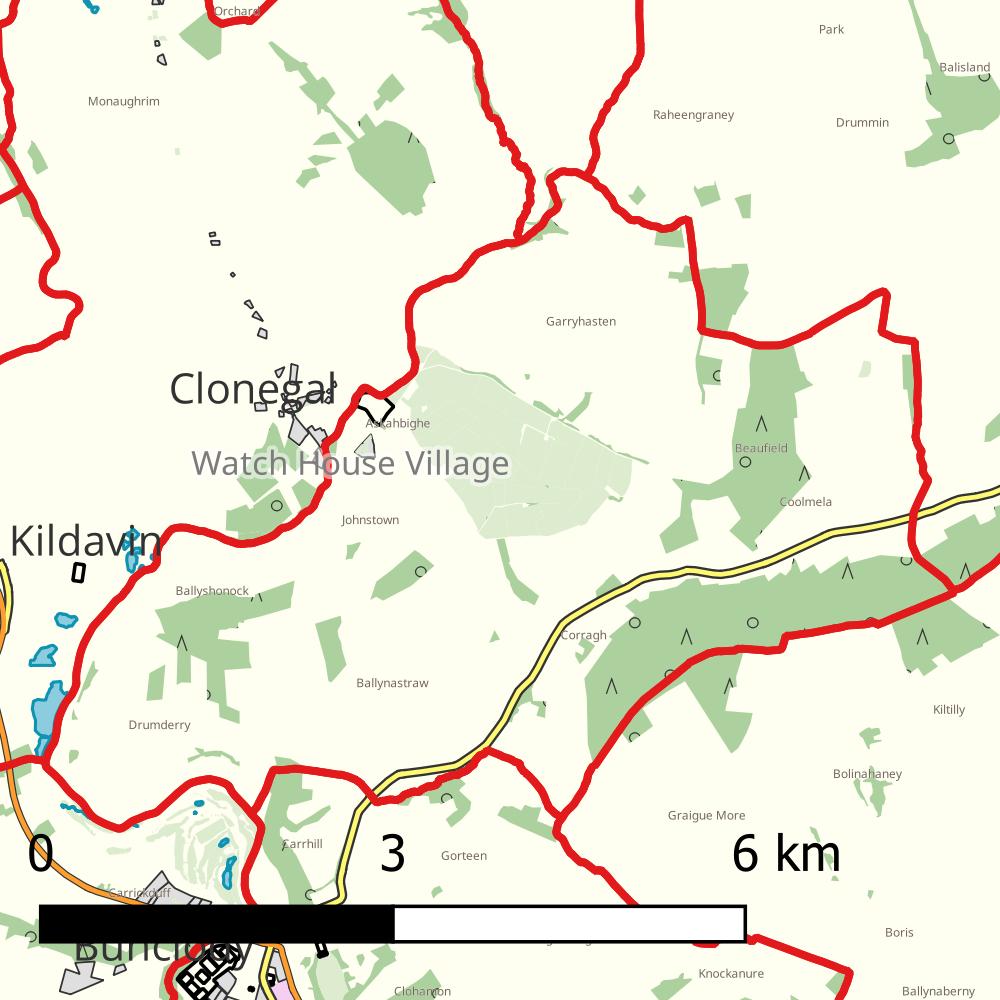 Orchard
Park
Balisland
Monaughrim
Raheengraney
Drummin
Garryhasten
Clonegal
Askahbighe
Beaufield
Watch House Village
Coolmela
Johnstown
Kildavin
Ballyshonock
Corragh
Ballynastraw
Kiltilly
Drumderry
Bolinahaney
Graigue More
0 3 6 km
Carrhill
Gorteen
Carrickduff
Boris
Bunclody
Knockanure
Clohamon
Ballynaberny